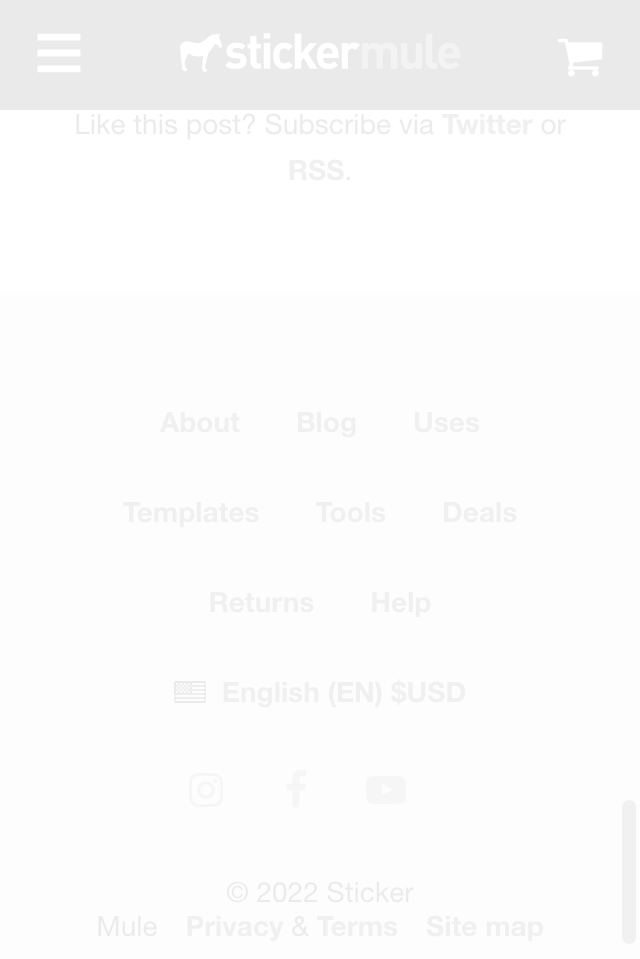 stickermule
Like this post? Subscribe via Twitter or
RSS.
About Blog Uses
Templates Tools Deals
Returns Help
English (EN) $USD
© 2022 Sticker
Mule Privacy & Terms Site map